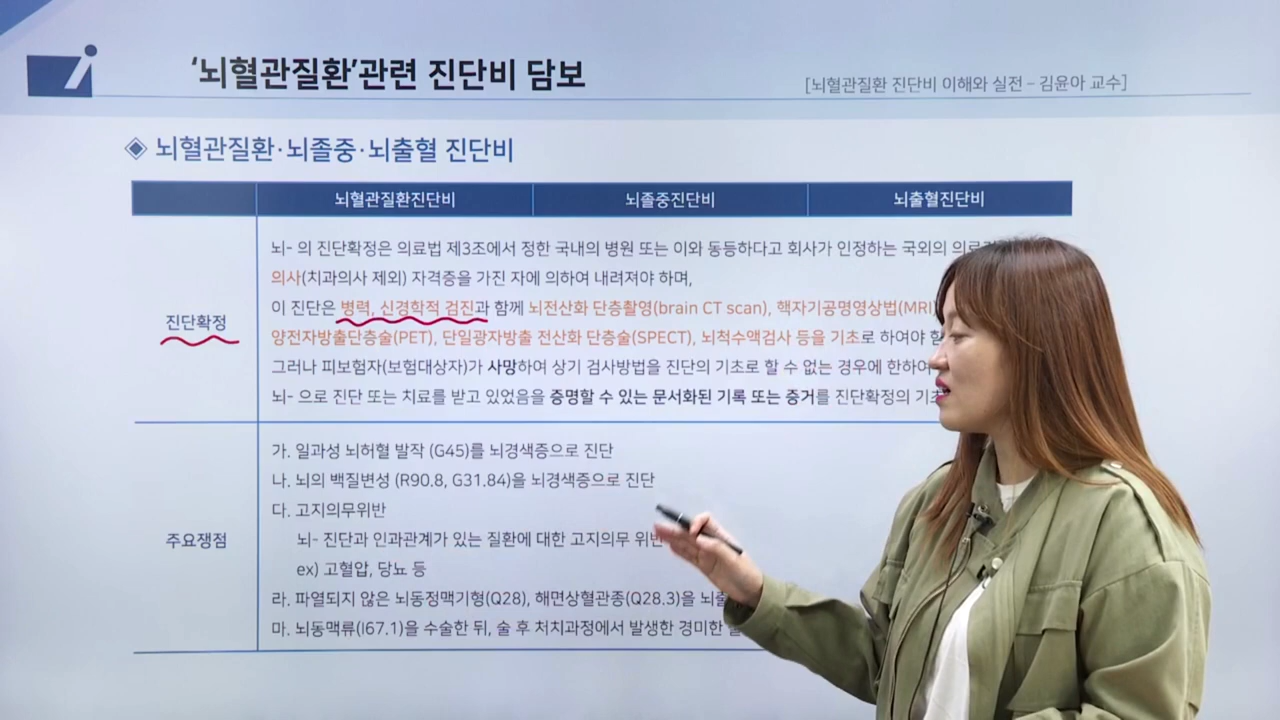 '뇌혈관질환'관련 진단비 담보
[뇌혈관질환 진단비 이해와 실전 – 김윤아 교수]
◈ 뇌혈관질환·뇌졸중·뇌출혈 진단비
뇌혈관질환진단비 뇌졸중진단비 뇌출혈진단비
진단확정
뇌- 의 진단확정은 의료법 제3조에서 정한 국내의 병원 또는 이와 동등하다고 회사가 인정하는 국외의
의사(치과의사 제외) 자격증을 가진 자에 의하여 내려져야 하며,
이 진단은 병력, 신경학적 검진과 함께 뇌전산화 단층촬영(brain CT scan), 핵자기공명영상법(MRI)
양전자방출단층술(PET), 단일광자방출 전산화 단층술(SPECT), 뇌척수액검사 등을 기초로 하여야
그러나 피보험자(보험대상자)가 사망하여 상기 검사방법을 진단의 기초로 할 수 없는 경우에 한하여
뇌- 으로 진단 또는 치료를 받고 있었음을 증명할 수 있는 문서화된 기록 또는 증거를 진단확정의
주요쟁점
가. 일과성 뇌허혈 발작 (G45)를 뇌경색증으로 진단
나. 뇌의 백질변성 (R90.8, G31.84)을 뇌경색증으로 진단
다. 고지의무위반
뇌- 진단과 인과관계가 있는 질환에 대한 고지의무 위반
ex) 고혈압, 당뇨 등
라. 파열되지 않은 뇌동정맥기형(Q28), 해면상혈관종(Q28.3)을
마. 뇌동맥류(I67.1)을 수술한 뒤, 술 후 처치과정에서 발생한 경미한